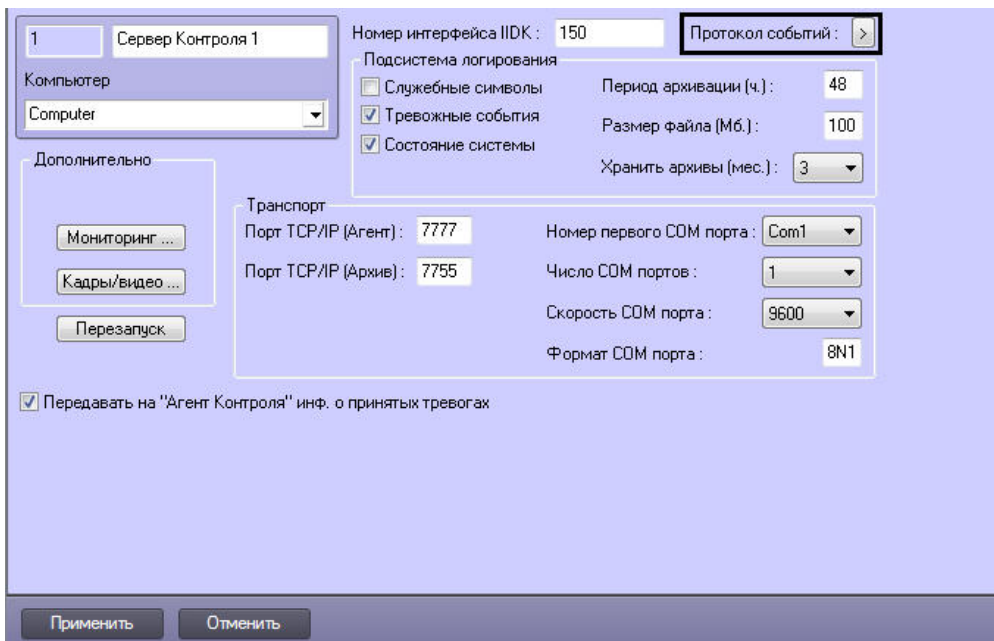 1 Сервер Контроля 1
Номер интерфейса IIDK : 150
Протокол событий : >
Компьютер
Computer
Подсистема логирования
Служебные символы
Тревожные события
Состояние системы
Период архивации (ч.) : 48
Размер файла (Мб.) : 100
Хранить архивы (мес.) : 3
Дополнительно
Мониторинг ...
Кадры/видео ...
Перезапуск
Транспорт
Порт TCP/IP (Агент) : 7777
Порт TCP/IP (Архив) : 7755
Номер первого COM порта : Com1
Число COM портов : 1
Скорость COM порта : 9600
Формат COM порта : 8N1
Передавать на "Агент Контроля" инф. о принятых тревогах
Применить
Отменить